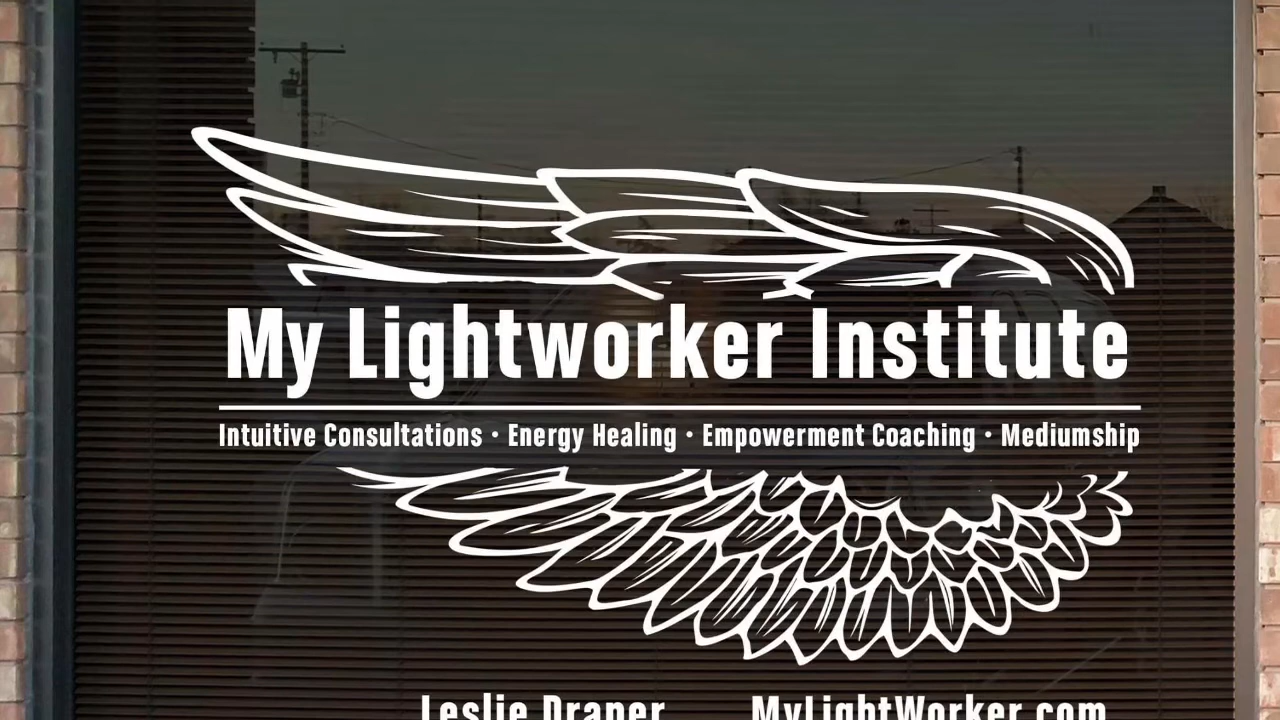 My Lightworker Institute
Intuitive Consultations · Energy Healing · Empowerment Coaching · Mediumship
Leslie Draper MyLightWorker.com